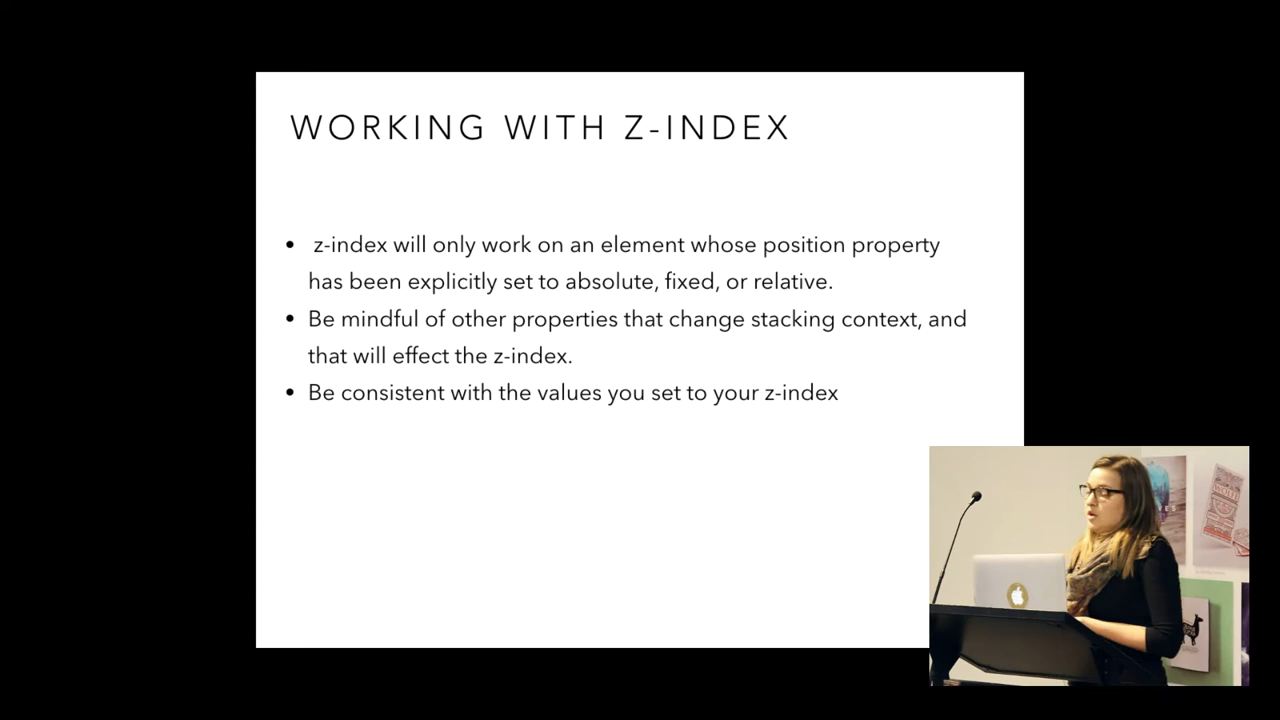 WORKING WITH Z-INDEX
• z-index will only work on an element whose position property
has been explicitly set to absolute, fixed, or relative.
• Be mindful of other properties that change stacking context, and
that will effect the z-index.
• Be consistent with the values you set to your z-index